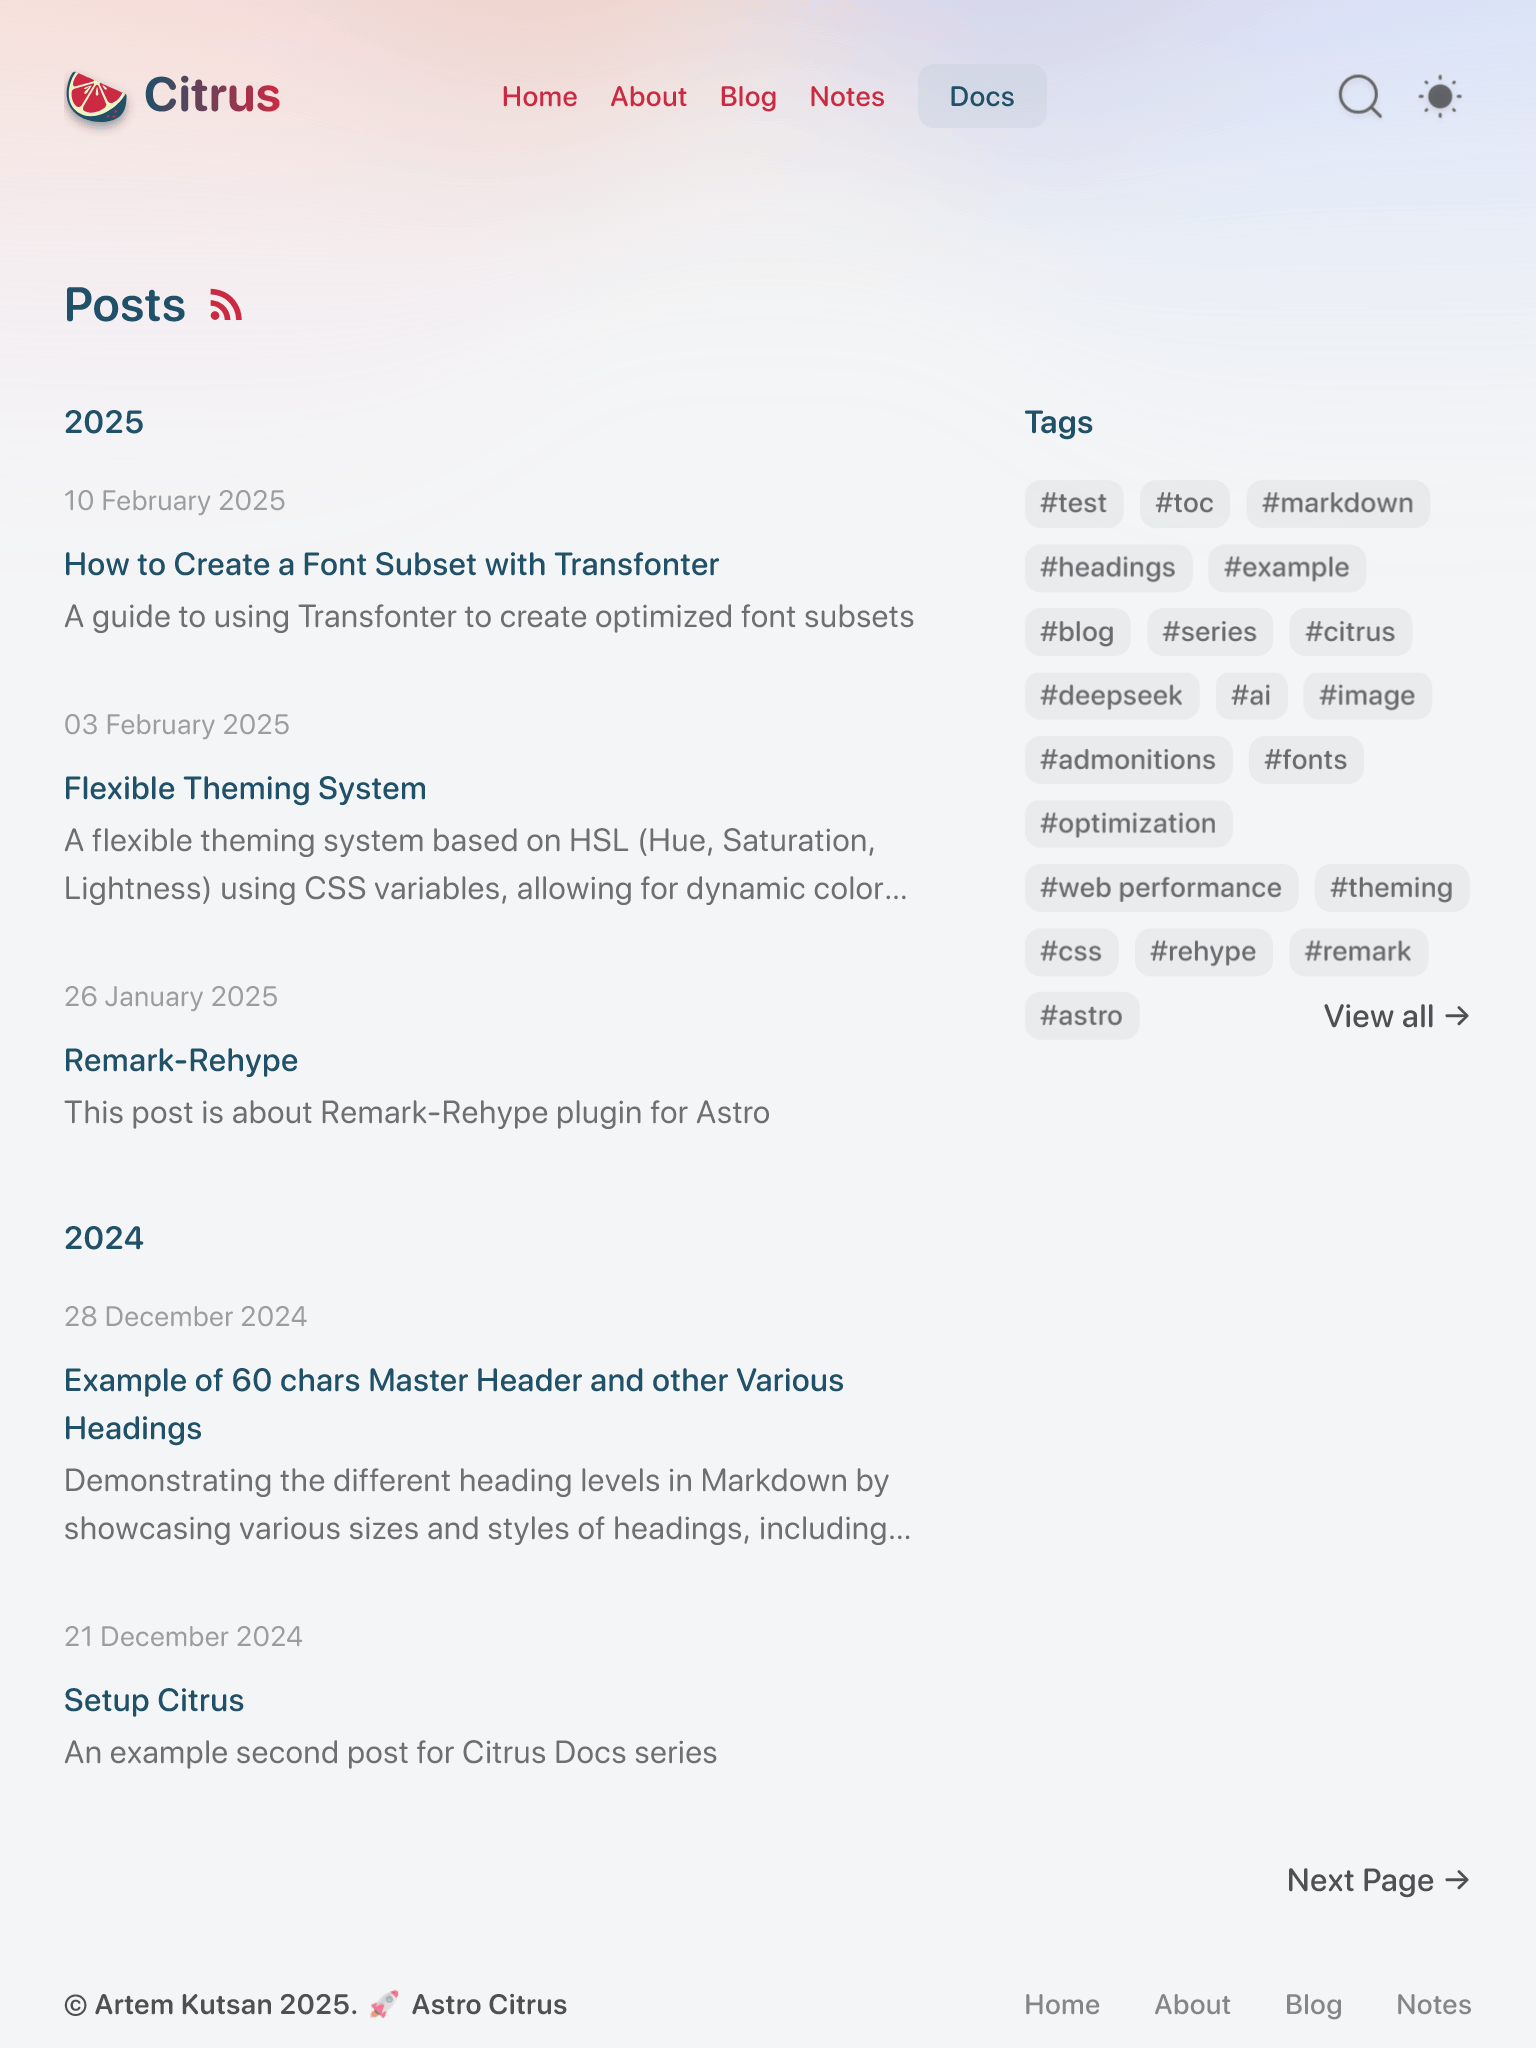 Citrus
Home About Blog Notes Docs
Posts
2025
10 February 2025
How to Create a Font Subset with Transfonter
A guide to using Transfonter to create optimized font subsets
03 February 2025
Flexible Theming System
A flexible theming system based on HSL (Hue, Saturation,
Lightness) using CSS variables, allowing for dynamic color...
26 January 2025
Remark-Rehype
This post is about Remark-Rehype plugin for Astro
2024
28 December 2024
Example of 60 chars Master Header and other Various
Headings
Demonstrating the different heading levels in Markdown by
showcasing various sizes and styles of headings, including...
21 December 2024
Setup Citrus
An example second post for Citrus Docs series
Tags
#test #toc #markdown
#headings #example
#blog #series #citrus
#deepseek #ai #image
#admonitions #fonts
#optimization
#web performance #theming
#css #rehype #remark
#astro View all →
Next Page →
© Artem Kutsan 2025. 🚀 Astro Citrus
Home About Blog Notes